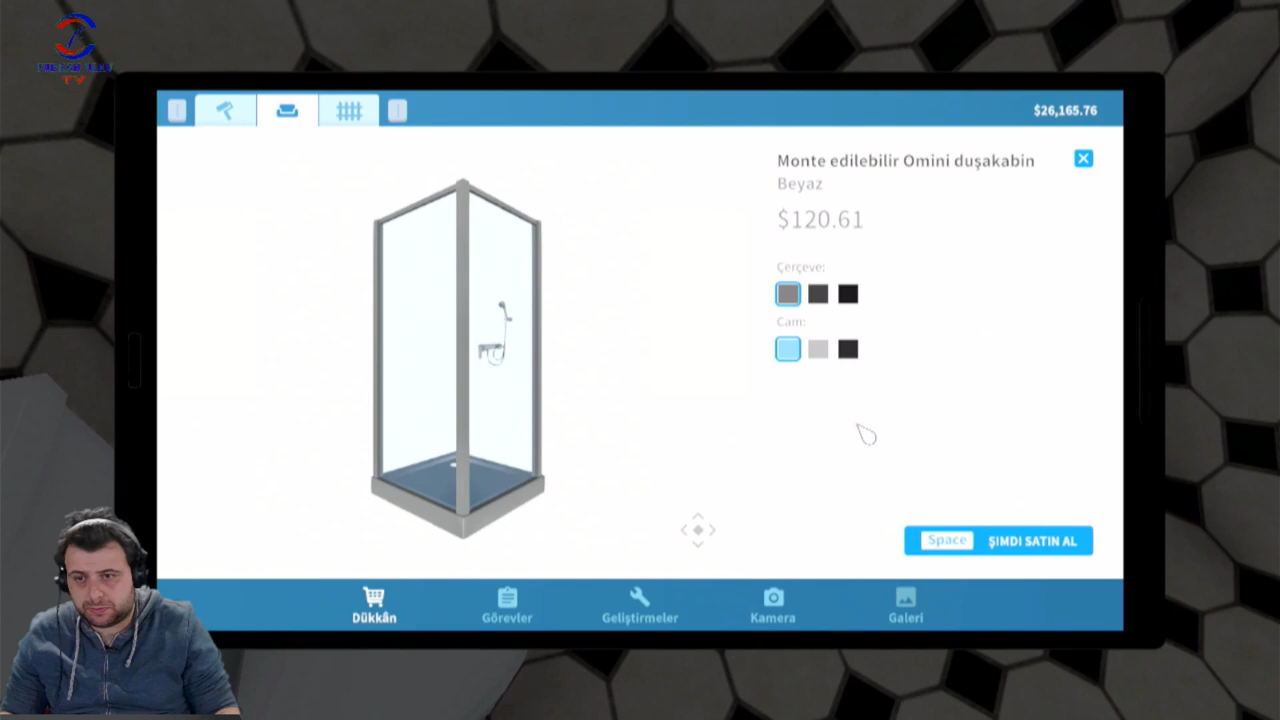 TV
$26,165.76
Monte edilebilir Omini duşakabin
Beyaz
$120.61
Çerçeve:
Cam:
Space ŞIMDI SATIN AL
Dükkân
Görevler
Geliştirmeler
Kamera
Galeri